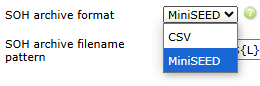 SOH archive format MiniSEED
CSV
SOH archive filename pattern {L}
MiniSEED